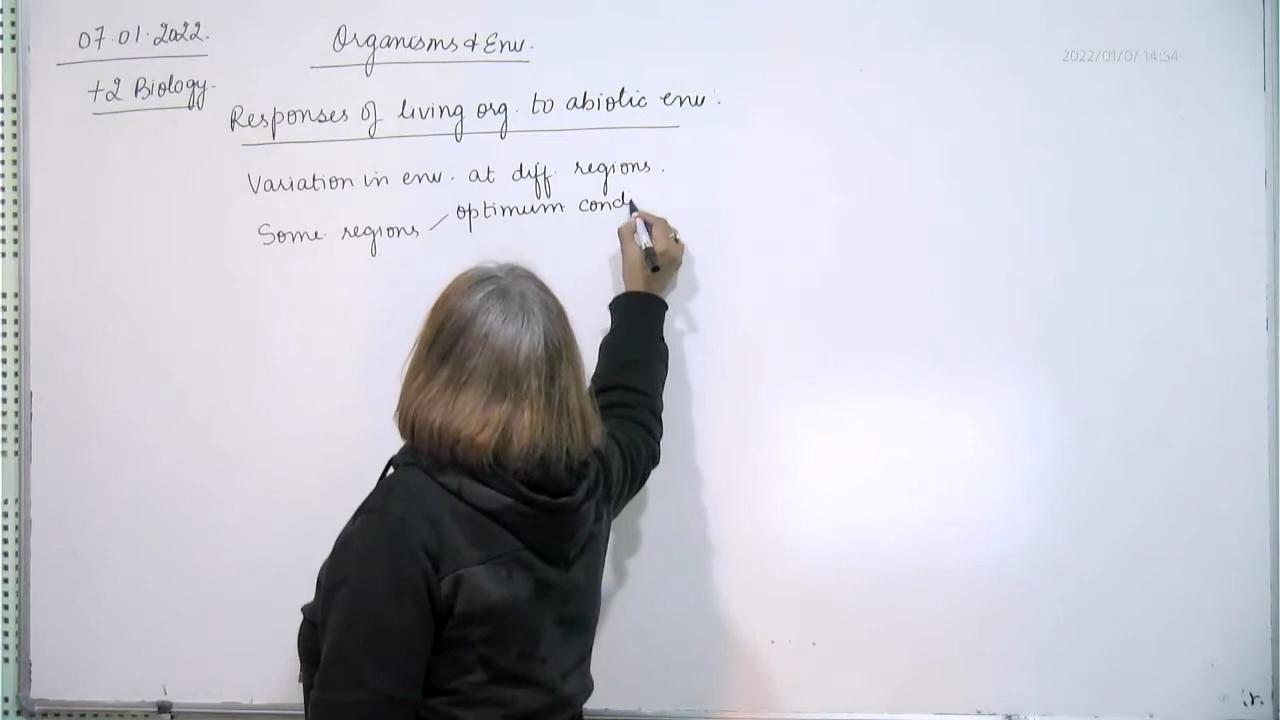 07.01.2022.
Organisms & Env.
2022/01/07 14:54
+2 Biology.
Responses of living org. to abiotic env.
Variation in env. at diff. regions.
optimum cond
Some regions